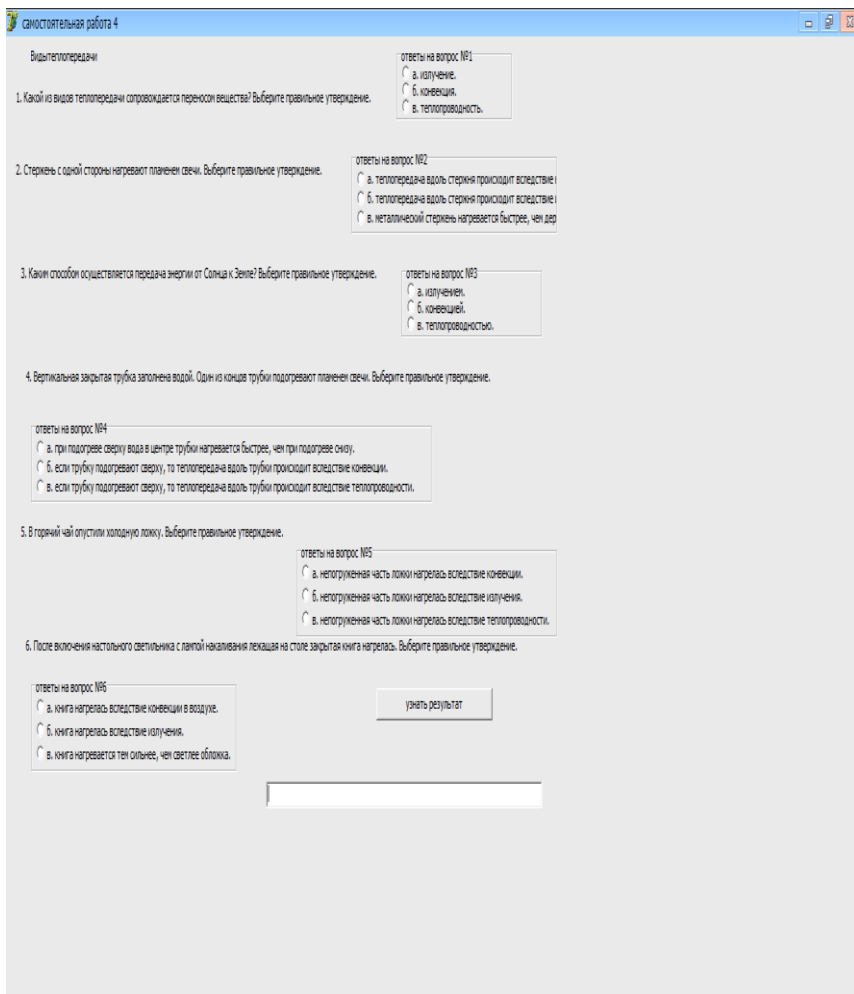 самостоятельная работа 4
Видытеплопередачи
ответы на вопрос №1
а. излучение.
1. Какой из видов теплопередачи сопровождается переносом вещества? Выберите правильное утверждение.
б. конвекция.
в. теплопроводность.
ответы на вопрос №2
2. Стержень с одной стороны нагревают пламенем свечи. Выберите правильное утверждение.
а. теплопередача вдоль стержня происходит вследствие
б. теплопередача вдоль стержня происходит вследствие
в. металлический стержень нагревается быстрее, чем дер
3. Каким способом осуществляется передача энергии от Солнца к Земле? Выберите правильное утверждение.
ответы на вопрос №3
а. излучением.
б. конвекцией.
в. теплопроводностью.
4. Вертикальная закрытая трубка заполнена водой. Один из концов трубки подогревают пламенем свечи. Выберите правильное утверждение.
ответы на вопрос №4
а. при подогреве сверху вода в центре трубки нагревается быстрее, чем при подогреве снизу.
б. если трубку подогревают сверху, то теплопередача вдоль трубки происходит вследствие конвекции.
в. если трубку подогревают сверху, то теплопередача вдоль трубки происходит вследствие теплопроводности.
5. В горячий чай опустили холодную ложку. Выберите правильное утверждение.
ответы на вопрос №5
а. непогруженная часть ложки нагрелась вследствие конвекции.
б. непогруженная часть ложки нагрелась вследствие излучения.
в. непогруженная часть ложки нагрелась вследствие теплопроводности.
6. После включения настольного светильника с лампой накаливания лежащая на столе закрытая книга нагрелась. Выберите правильное утверждение.
ответы на вопрос №6
а. книга нагрелась вследствие конвекции в воздухе.
узнать результат
б. книга нагрелась вследствие излучения.
в. книга нагревается тем сильнее, чем светлее обложка.